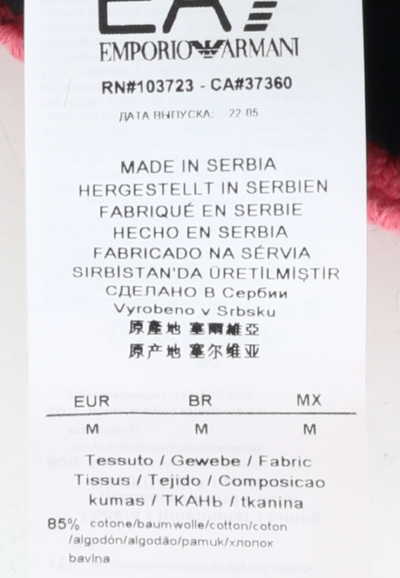 EA7
EMPORIO ARMANI
RN#103723 - CA#37360
ДАТА ВЫПУСКА: 22-05
MADE IN SERBIA
HERGESTELLT IN SERBIEN
FABRIQUÉ EN SERBIE
HECHO EN SERBIA
FABRICADO NA SÉRVIA
SIRBİSTAN'DA ÜRETİLMİŞTİR
СДЕЛАНО В Сербии
Vyrobeno v Srbsku
原產地 塞爾維亞
原产地 塞尔维亚
EUR BR MX
M M M
Tessuto / Gewebe / Fabric
Tissus / Tejido / Composicao
kumas / ТКАНЬ / tkanina
85% cotone/baumwolle/cotton/coton
/algodón/algodão/pamuk/хлопок
bavlna